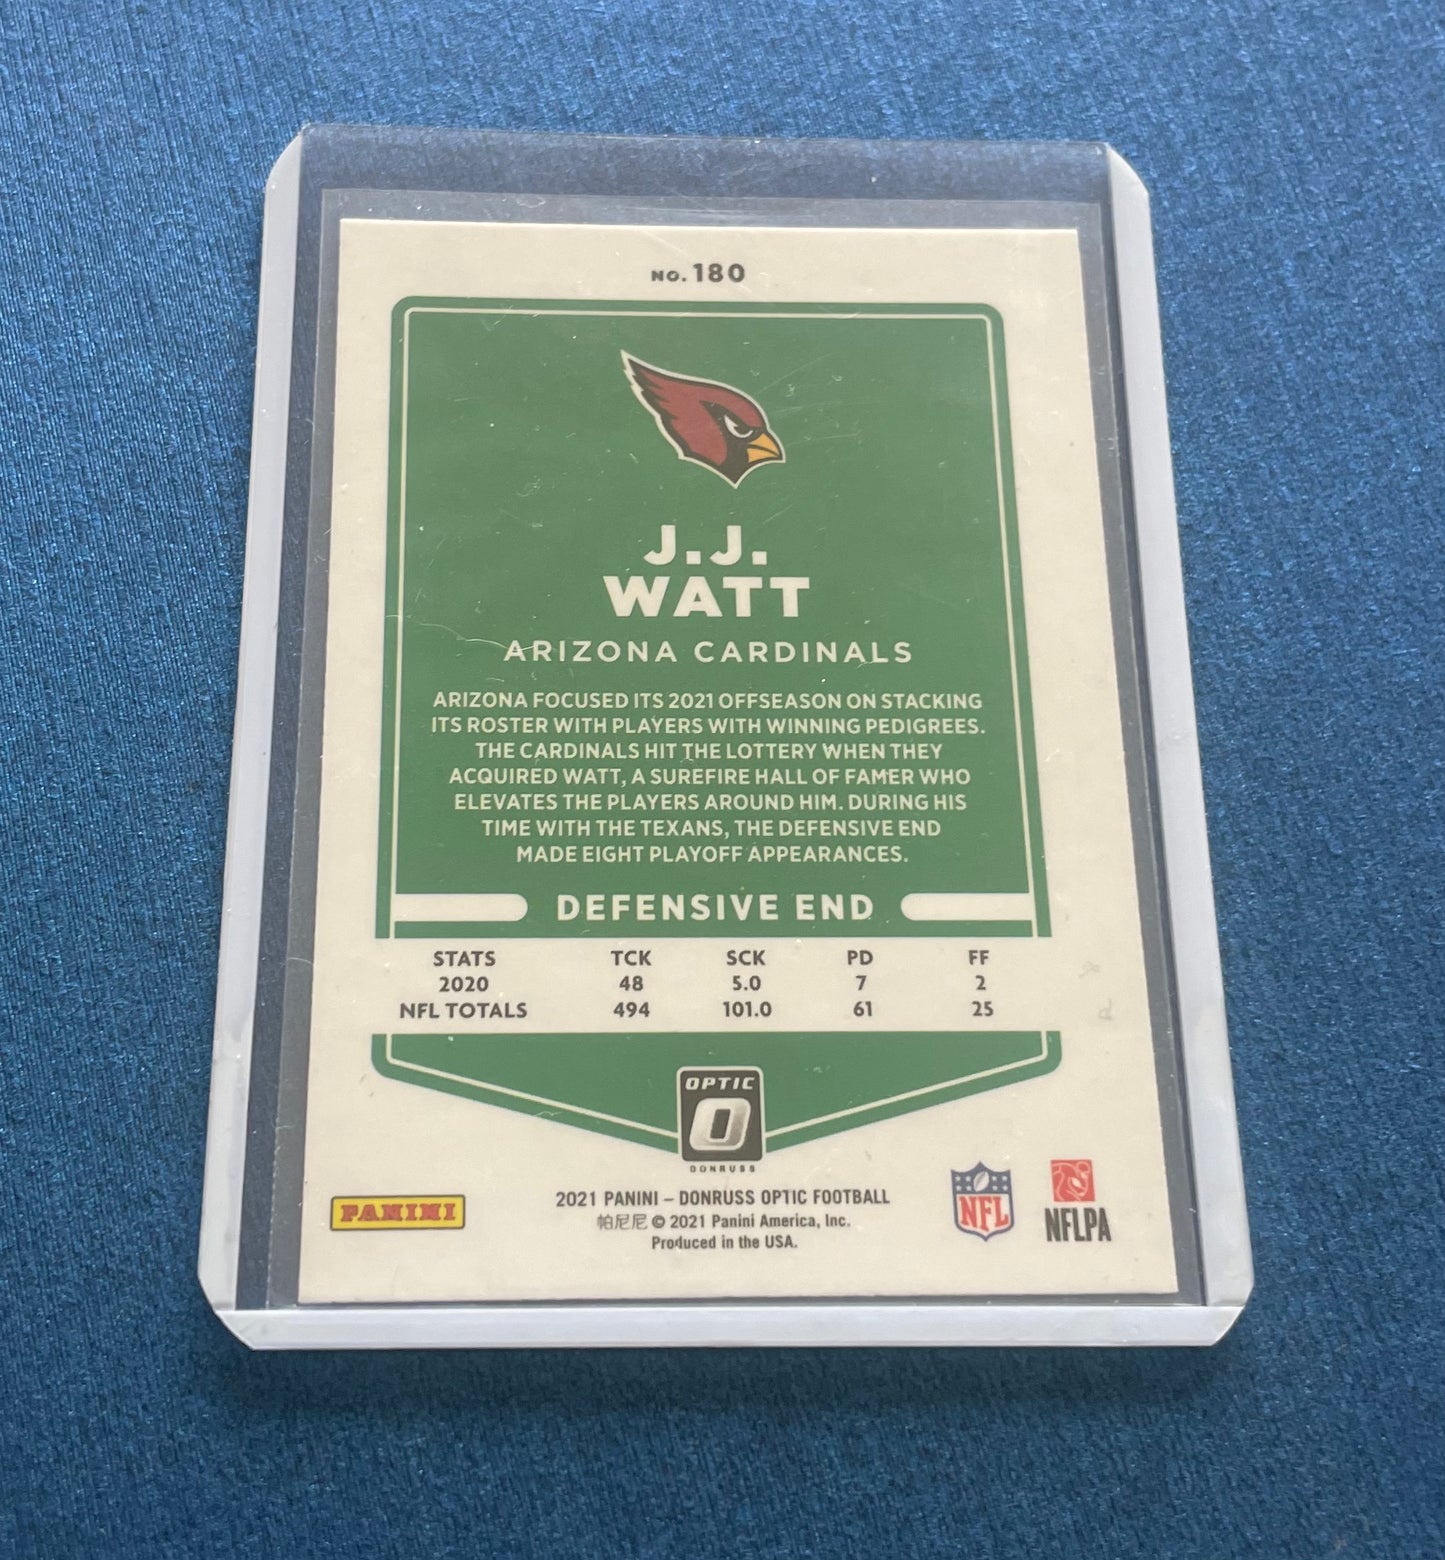 NO. 180
J.J.
WATT
ARIZONA CARDINALS
ARIZONA FOCUSED ITS 2021 OFFSEASON ON STACKING
ITS ROSTER WITH PLAYERS WITH WINNING PEDIGREES.
THE CARDINALS HIT THE LOTTERY WHEN THEY
ACQUIRED WATT, A SUREFIRE HALL OF FAMER WHO
ELEVATES THE PLAYERS AROUND HIM. DURING HIS
TIME WITH THE TEXANS, THE DEFENSIVE END
MADE EIGHT PLAYOFF APPEARANCES.
DEFENSIVE END
STATS TCK SCK PD FF
2020 48 5.0 7 2
NFL TOTALS 494 101.0 61 25
OPTIC
O
DONRUSS
PANINI
2021 PANINI – DONRUSS OPTIC FOOTBALL
帕尼尼 © 2021 Panini America, Inc.
Produced in the USA.
NFL
NFLPA